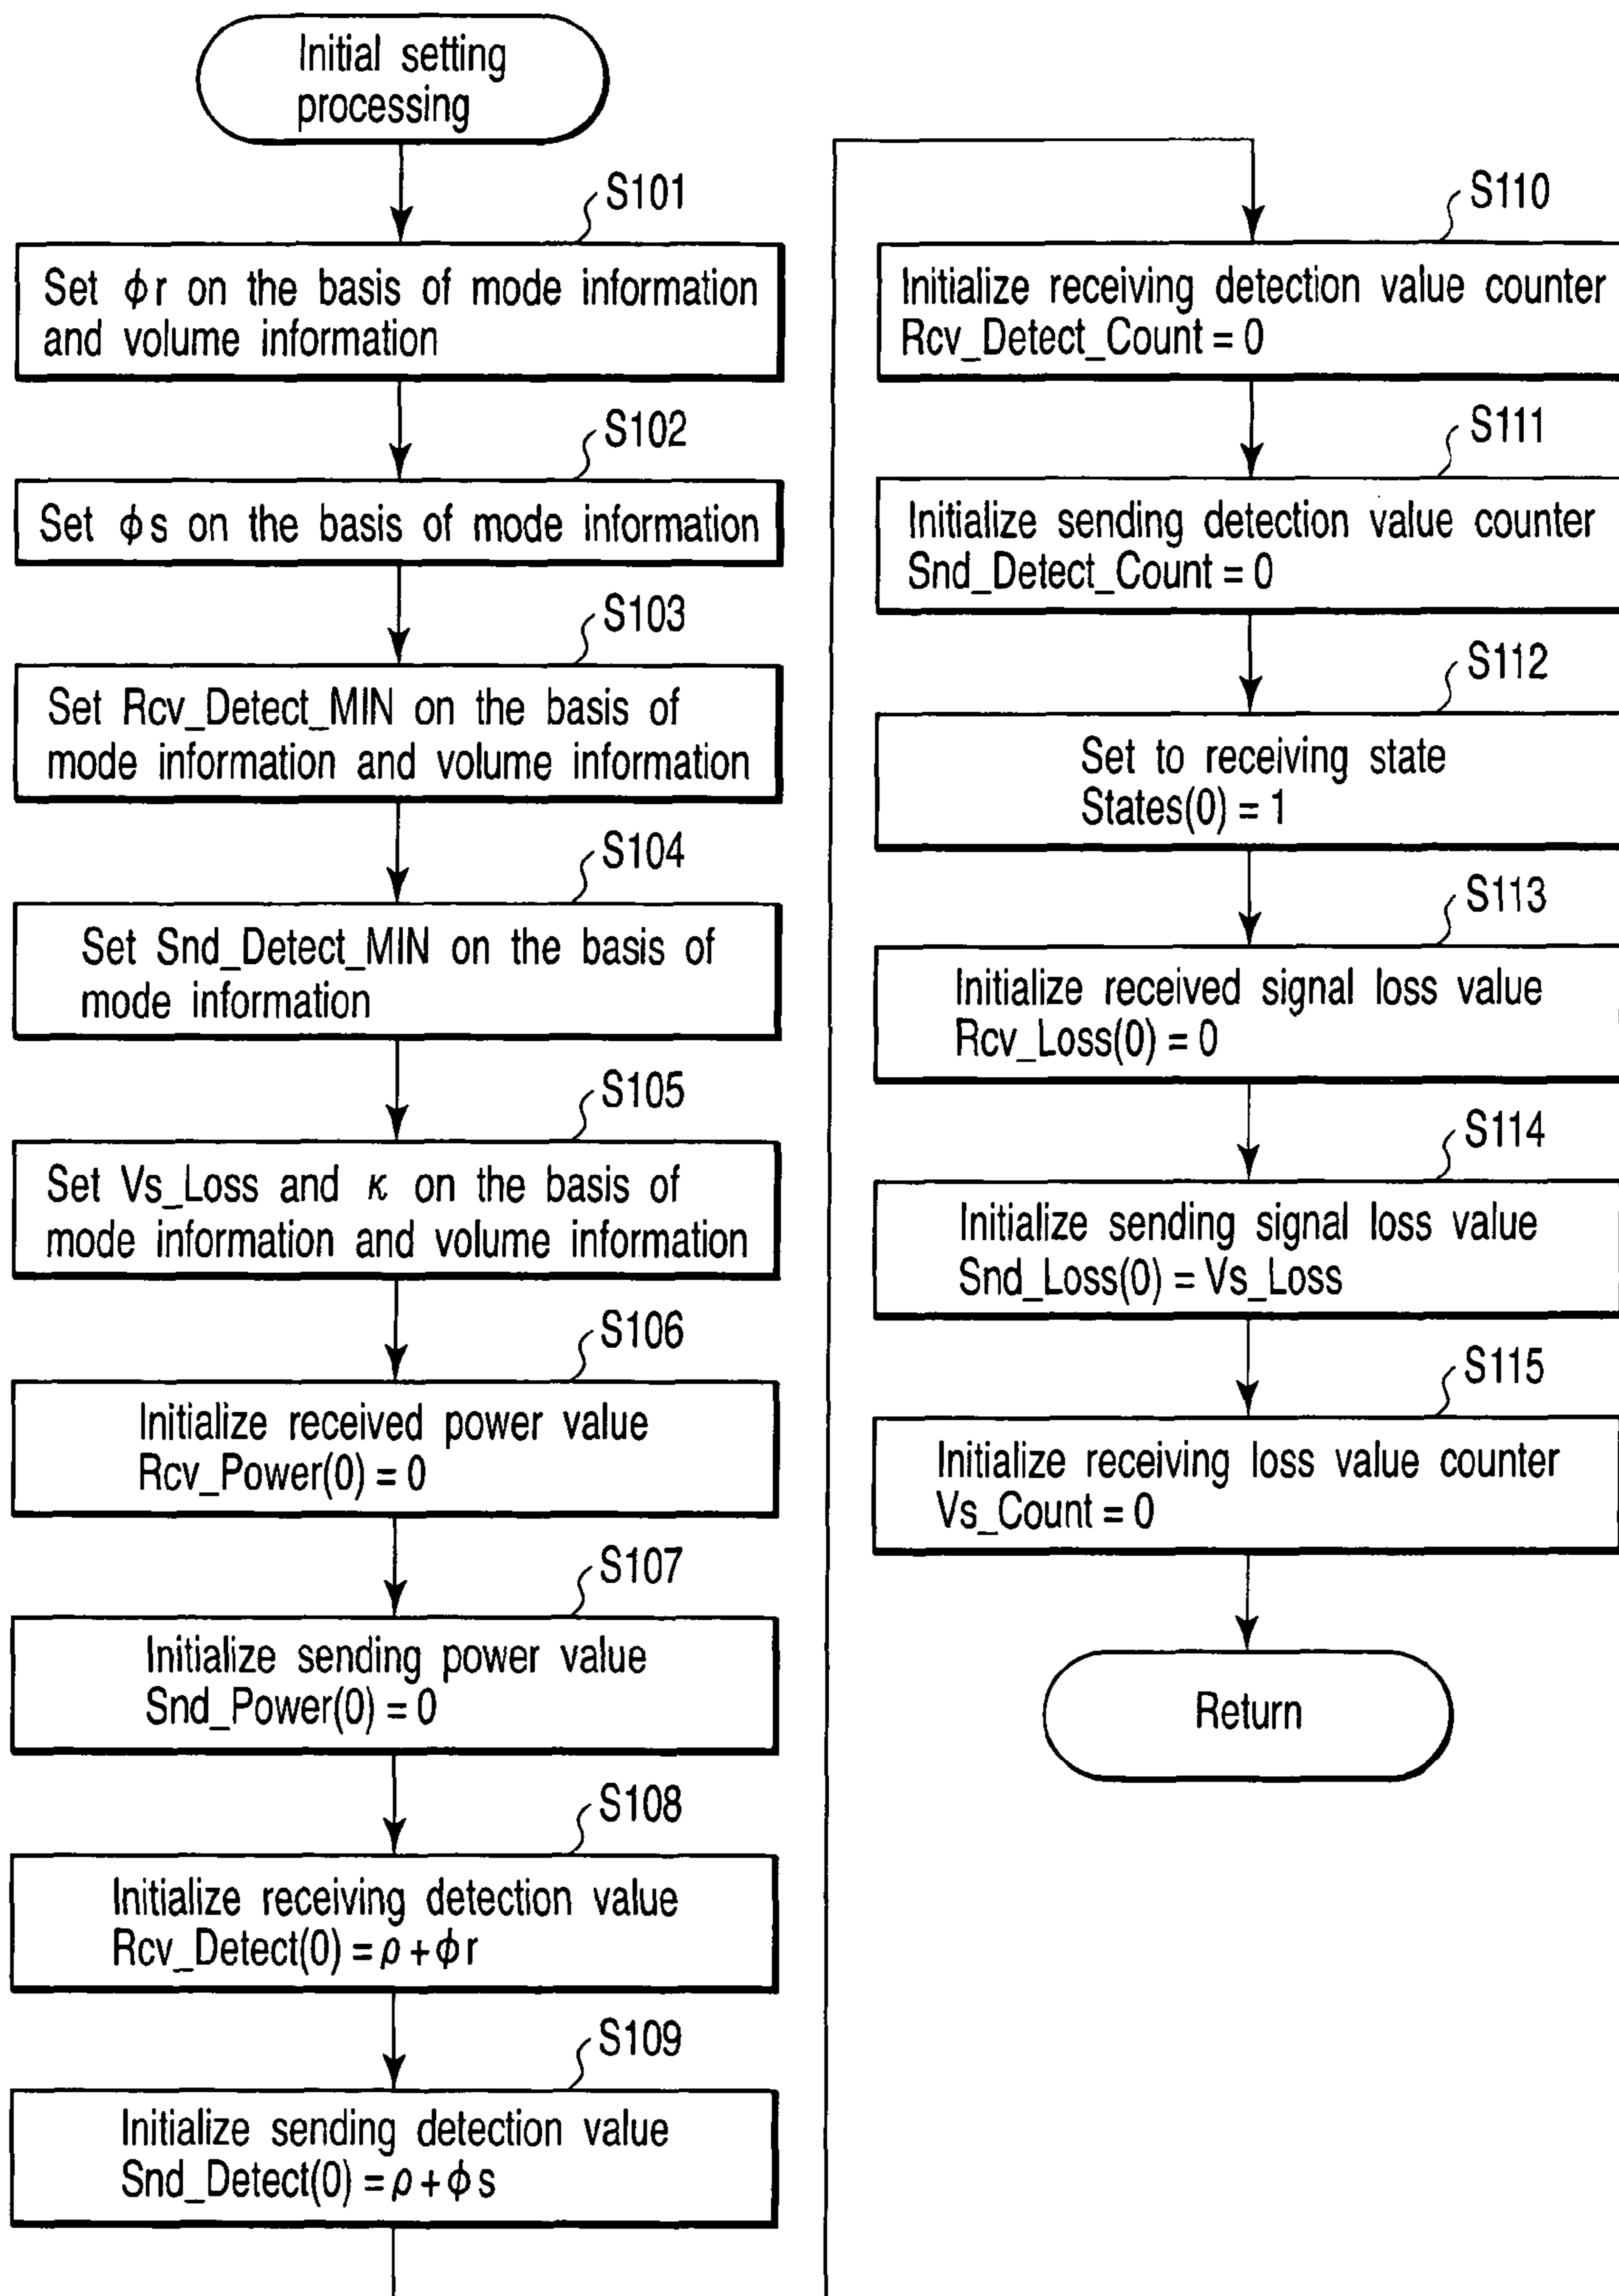 Initial setting
processing
S101
Set ϕr on the basis of mode information
and volume information
S102
Set ϕs on the basis of mode information
S103
Set Rcv_Detect_MIN on the basis of
mode information and volume information
S104
Set Snd_Detect_MIN on the basis of
mode information
S105
Set Vs_Loss and κ on the basis of
mode information and volume information
S106
Initialize received power value
Rcv_Power(0) = 0
S107
Initialize sending power value
Snd_Power(0) = 0
S108
Initialize receiving detection value
Rcv_Detect(0) = ρ + ϕr
S109
Initialize sending detection value
Snd_Detect(0) = ρ + ϕs
S110
Initialize receiving detection value counter
Rcv_Detect_Count = 0
S111
Initialize sending detection value counter
Snd_Detect_Count = 0
S112
Set to receiving state
States(0) = 1
S113
Initialize received signal loss value
Rcv_Loss(0) = 0
S114
Initialize sending signal loss value
Snd_Loss(0) = Vs_Loss
S115
Initialize receiving loss value counter
Vs_Count = 0
Return